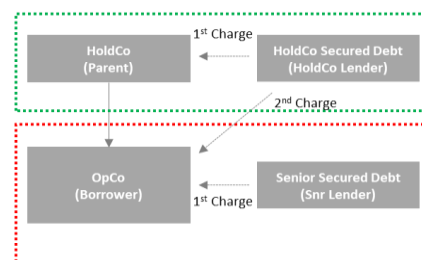 1st Charge
HoldCo
(Parent)
HoldCo Secured Debt
(HoldCo Lender)
2nd Charge
OpCo
(Borrower)
Senior Secured Debt
(Snr Lender)
1st Charge